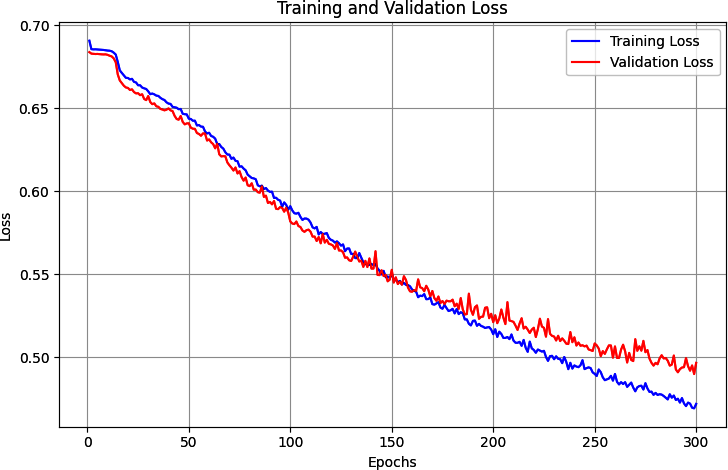 Training and Validation Loss
Training Loss
Validation Loss
0.70
0.65
0.60
0.55
0.50
Loss
0 50 100 150 200 250 300
Epochs